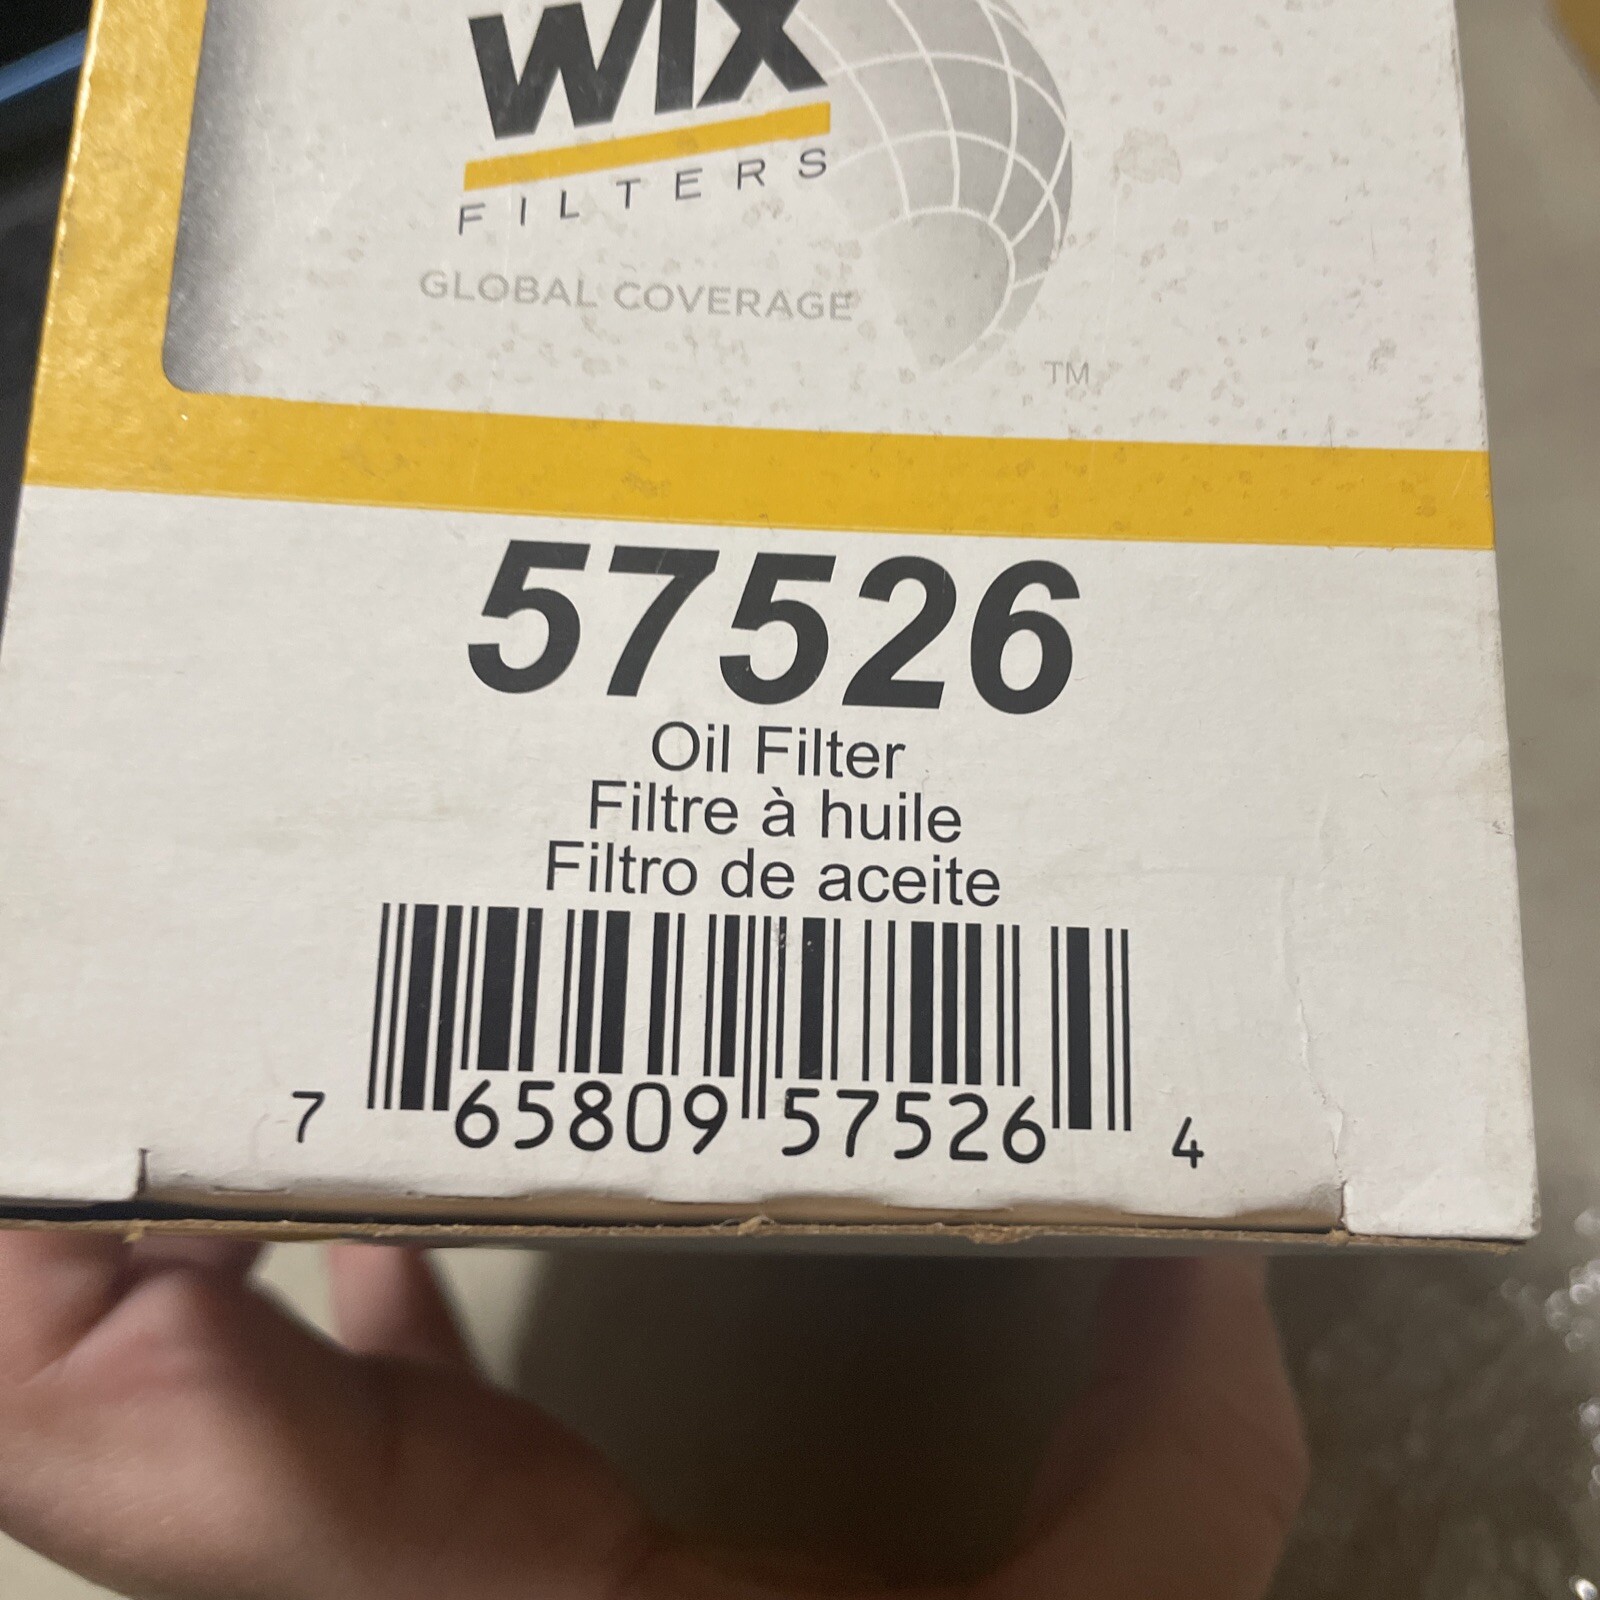 WIX
FILTERS
GLOBAL COVERAGE
TM
57526
Oil Filter
Filtre à huile
Filtro de aceite
7 65809 57526 4